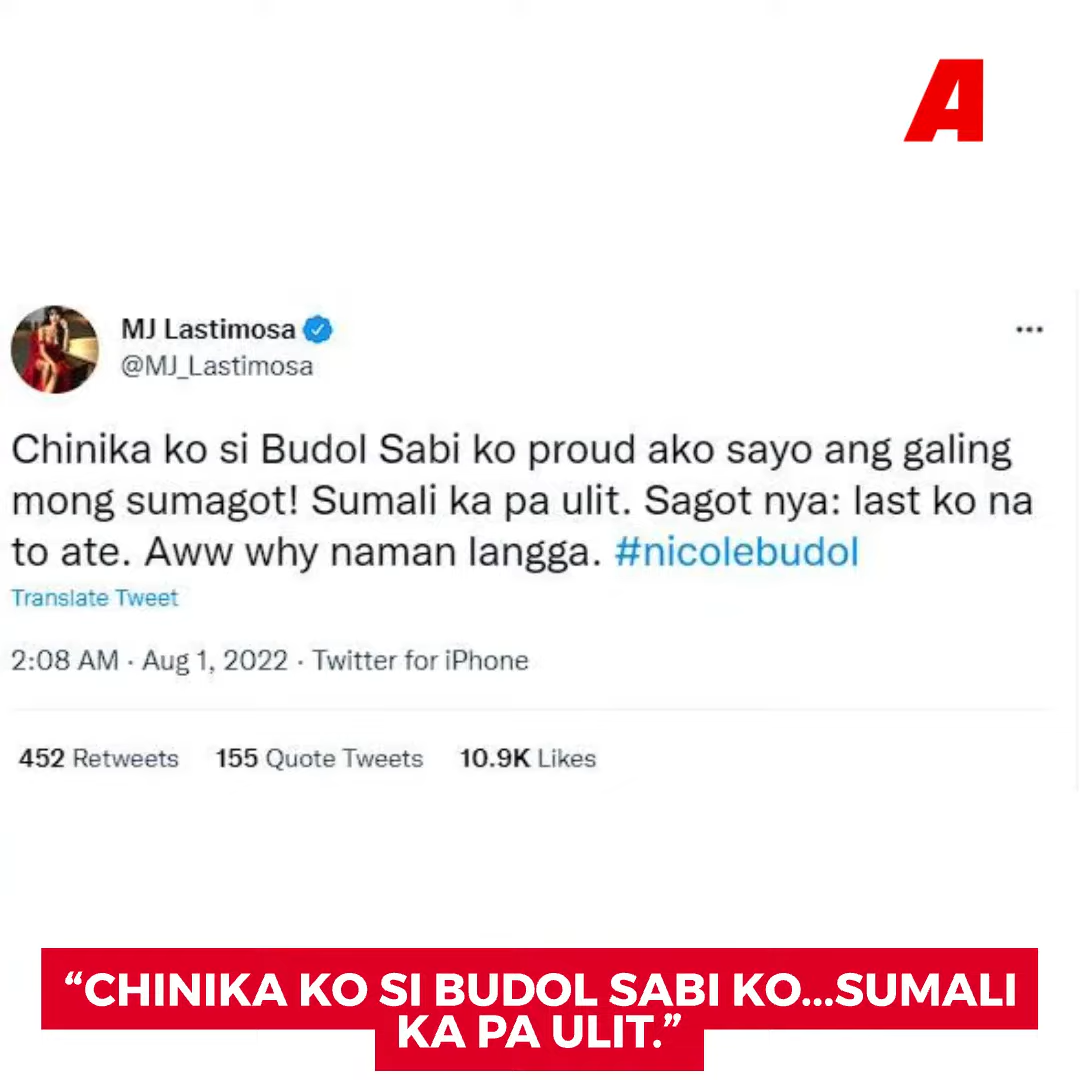 A
MJ Lastimosa
@MJ_Lastimosa
Chinika ko si Budol Sabi ko proud ako sayo ang galing
mong sumagot! Sumali ka pa ulit. Sagot nya: last ko na
to ate. Aww why naman langga. #nicolebudol
Translate Tweet
2:08 AM · Aug 1, 2022 · Twitter for iPhone
452 Retweets 155 Quote Tweets 10.9K Likes
“CHINIKA KO SI BUDOL SABI KO...SUMALI
KA PA ULIT.”